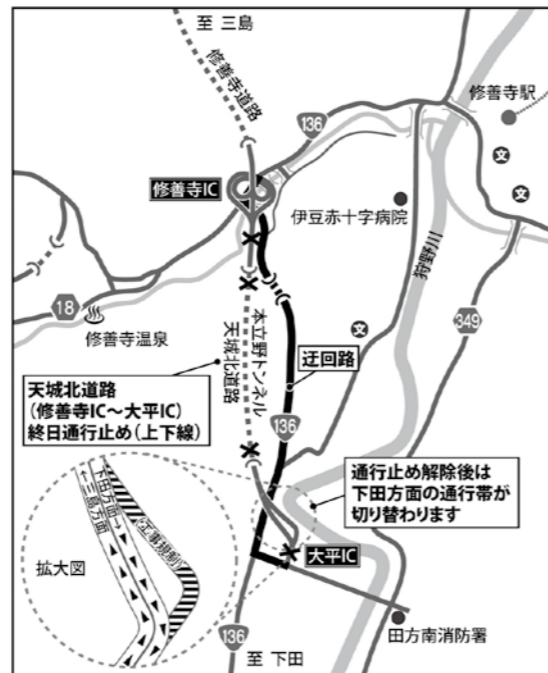 至 三島
修善寺道路
修善寺駅
136
文
修善寺IC
文
伊豆赤十字病院
狩野川
18
修善寺温泉
349
文
本立野トンネル
天城北道路
迂回路
天城北道路
(修善寺IC～大平IC)
終日通行止め(上下線)
136
通行止め解除後は
下田方面の通行帯が
切り替わります
下田方面→
←三島方面
工事規制
拡大図
大平IC
田方南消防署
136
至 下田